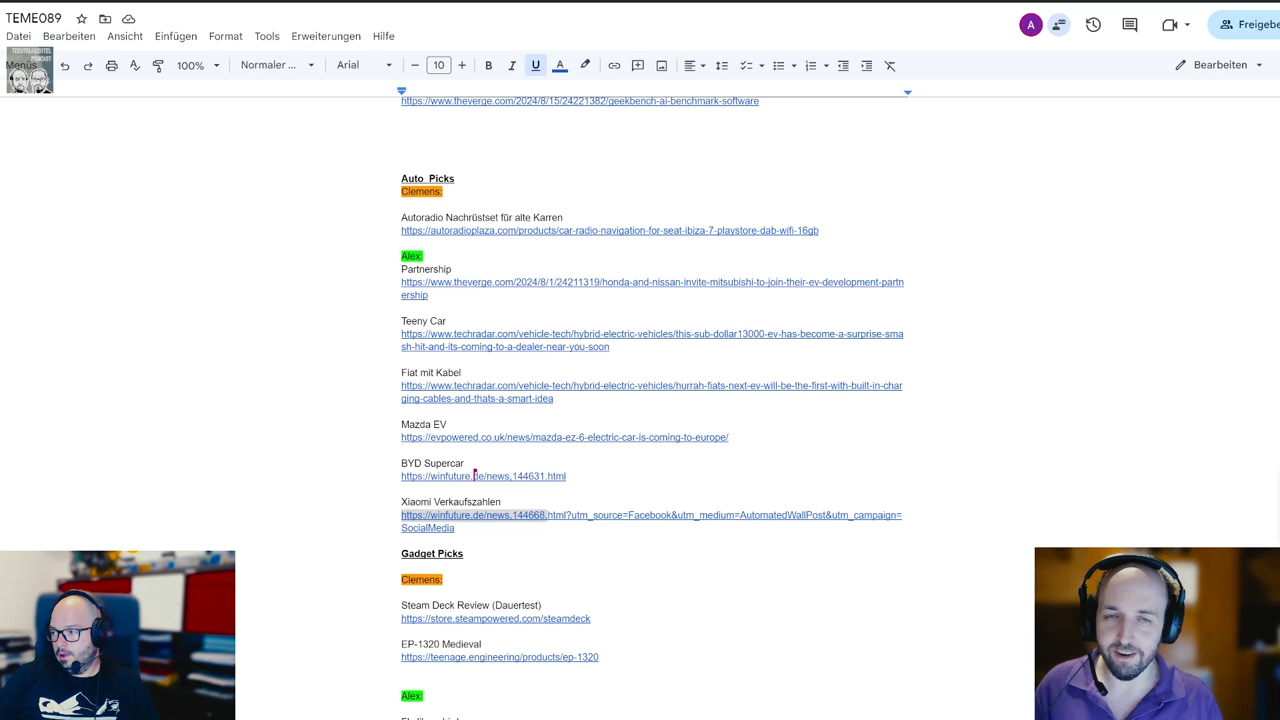 TEME089
Datei Bearbeiten Ansicht Einfügen Format Tools Erweiterungen Hilfe
A
Freigebe
TECHTELMECHTEL
PODCAST
Menüs
100%
Normaler ...
Arial
10
B I U A
Bearbeiten
https://www.theverge.com/2024/8/15/24221382/geekbench-ai-benchmark-software
Auto Picks
Clemens:
Autoradio Nachrüstset für alte Karren
https://autoradioplaza.com/products/car-radio-navigation-for-seat-ibiza-7-playstore-dab-wifi-16gb
Alex:
Partnership
https://www.theverge.com/2024/8/1/24211319/honda-and-nissan-invite-mitsubishi-to-join-their-ev-development-partn
ership
Teeny Car
https://www.techradar.com/vehicle-tech/hybrid-electric-vehicles/this-sub-dollar13000-ev-has-become-a-surprise-sma
sh-hit-and-its-coming-to-a-dealer-near-you-soon
Fiat mit Kabel
https://www.techradar.com/vehicle-tech/hybrid-electric-vehicles/hurrah-fiats-next-ev-will-be-the-first-with-built-in-char
ging-cables-and-thats-a-smart-idea
Mazda EV
https://evpowered.co.uk/news/mazda-ez-6-electric-car-is-coming-to-europe/
BYD Supercar
https://winfuture.de/news,144631.html
Xiaomi Verkaufszahlen
https://winfuture.de/news,144668.html?utm_source=Facebook&utm_medium=AutomatedWallPost&utm_campaign=
SocialMedia
Gadget Picks
Clemens:
Steam Deck Review (Dauertest)
https://store.steampowered.com/steamdeck
EP-1320 Medieval
https://teenage.engineering/products/ep-1320
Alex: